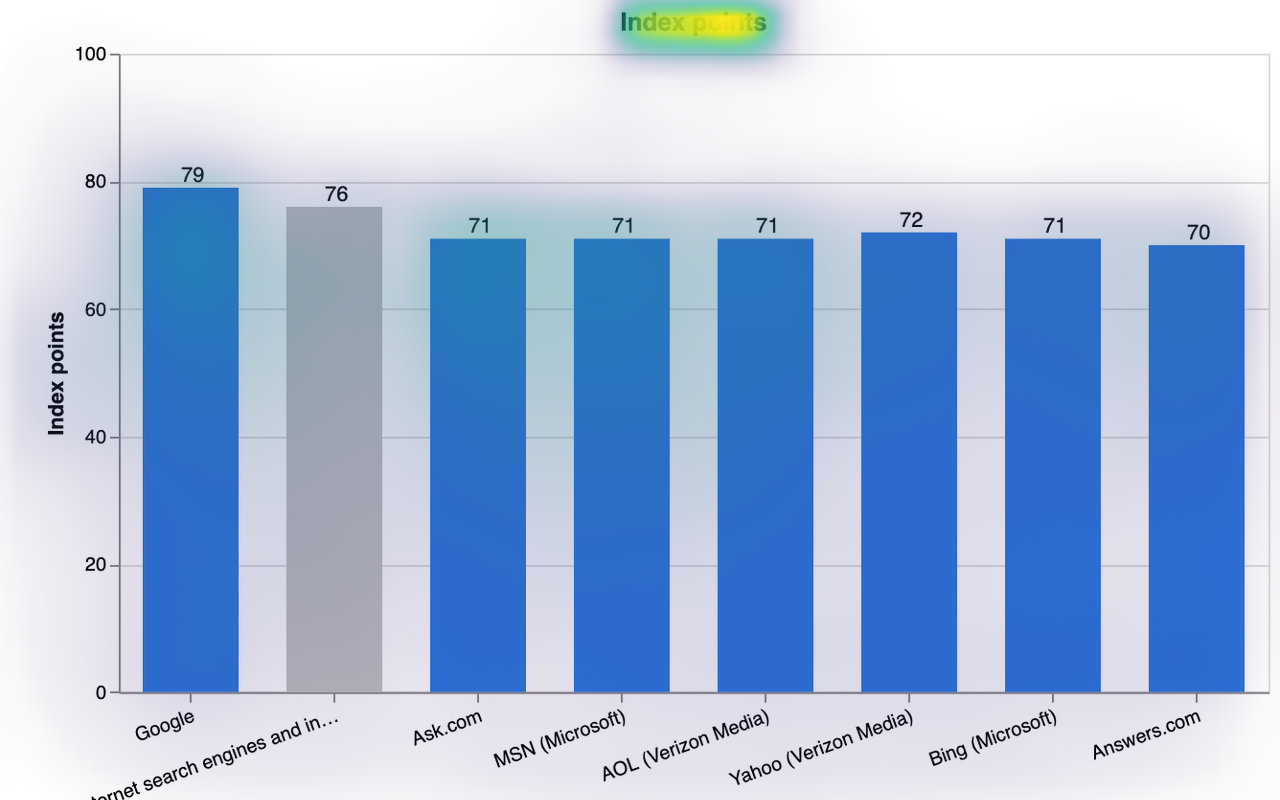 Index points
100
80
60
40
20
0
Index points
79
76
71
71
71
72
71
70
Google
search engines and in…
Ask.com
MSN (Microsoft)
AOL (Verizon Media)
Yahoo (Verizon Media)
Bing (Microsoft)
Answers.com